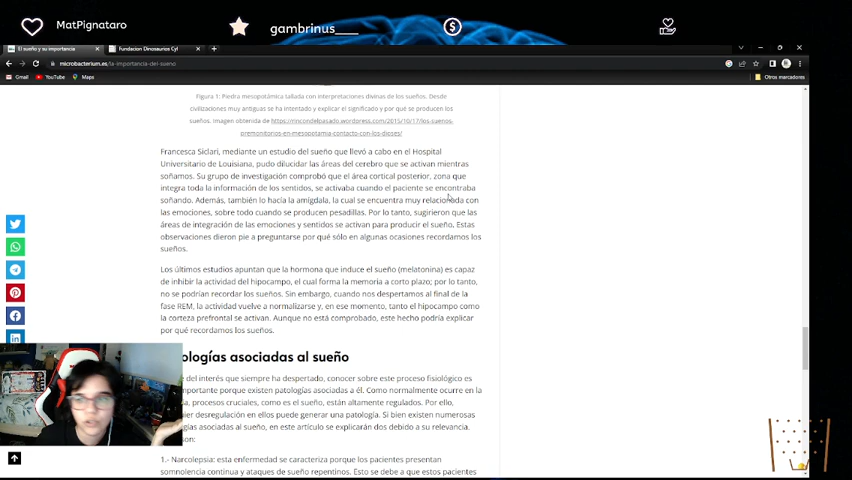 MatPignataro
gambrinus____
El sueño y su importancia
Fundacion Dinosaurios Cyl
microbacterium.es/la-importancia-del-sueno
Gmail
YouTube
Maps
Otros marcadores
Figura 1: Piedra mesopotámica tallada con interpretaciones divinas de los sueños. Desde
civilizaciones muy antiguas se ha intentado y explicar el significado y por qué se producen los
sueños. Imagen obtenida de https://rincondelpasado.wordpress.com/2015/10/17/los-suenos-
premonitorios-en-mesopotamia-contacto-con-los-dioses/
Francesca Siclari, mediante un estudio del sueño que llevó a cabo en el Hospital
Universitario de Louisiana, pudo dilucidar las áreas del cerebro que se activan mientras
soñamos. Su grupo de investigación comprobó que el área cortical posterior, zona que
integra toda la información de los sentidos, se activaba cuando el paciente se encontraba
soñando. Además, también lo hacía la amígdala, la cual se encuentra muy relacionada con
las emociones, sobre todo cuando se producen pesadillas. Por lo tanto, sugirieron que las
áreas de integración de las emociones y sentidos se activan para producir el sueño. Estas
observaciones dieron pie a preguntarse por qué sólo en algunas ocasiones recordamos los
sueños.
Los últimos estudios apuntan que la hormona que induce el sueño (melatonina) es capaz
de inhibir la actividad del hipocampo, el cual forma la memoria a corto plazo; por lo tanto,
no se podrían recordar los sueños. Sin embargo, cuando nos despertamos al final de la
fase REM, la actividad vuelve a normalizarse y, en ese momento, tanto el hipocampo como
la corteza prefrontal se activan. Aunque no está comprobado, este hecho podría explicar
por qué recordamos los sueños.
ologías asociadas al sueño
del interés que siempre ha despertado, conocer sobre este proceso fisiológico es
mportante porque existen patologías asociadas a él. Como normalmente ocurre en la
ía, procesos cruciales, como es el sueño, están altamente regulados. Por ello,
uier desregulación en ellos puede generar una patología. Si bien existen numerosas
gías asociadas al sueño, en este artículo se explicarán dos debido a su relevancia.
son:
1.- Narcolepsia: esta enfermedad se caracteriza porque los pacientes presentan
somnolencia continua y ataques de sueño repentinos. Esto se debe a que estos pacientes